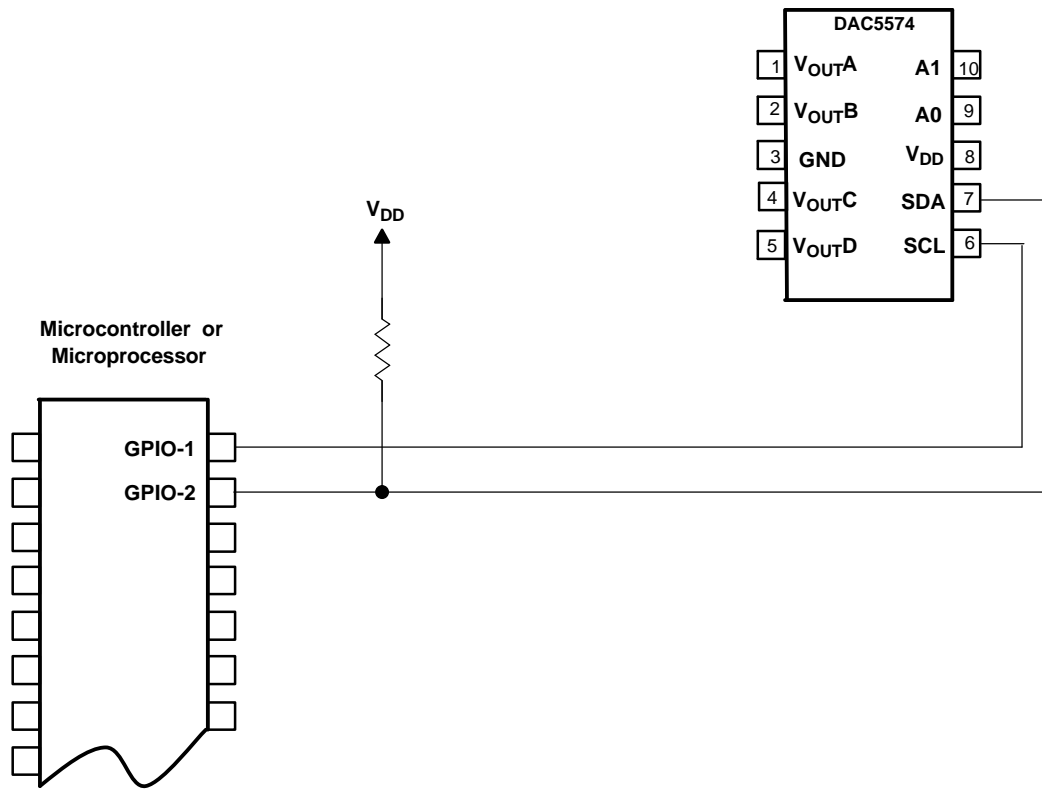 DAC5574
1 VOUTA A1 10
2 VOUTB A0 9
3 GND VDD 8
4 VOUTC SDA 7
5 VOUTD SCL 6
VDD
Microcontroller or
Microprocessor
GPIO-1
GPIO-2